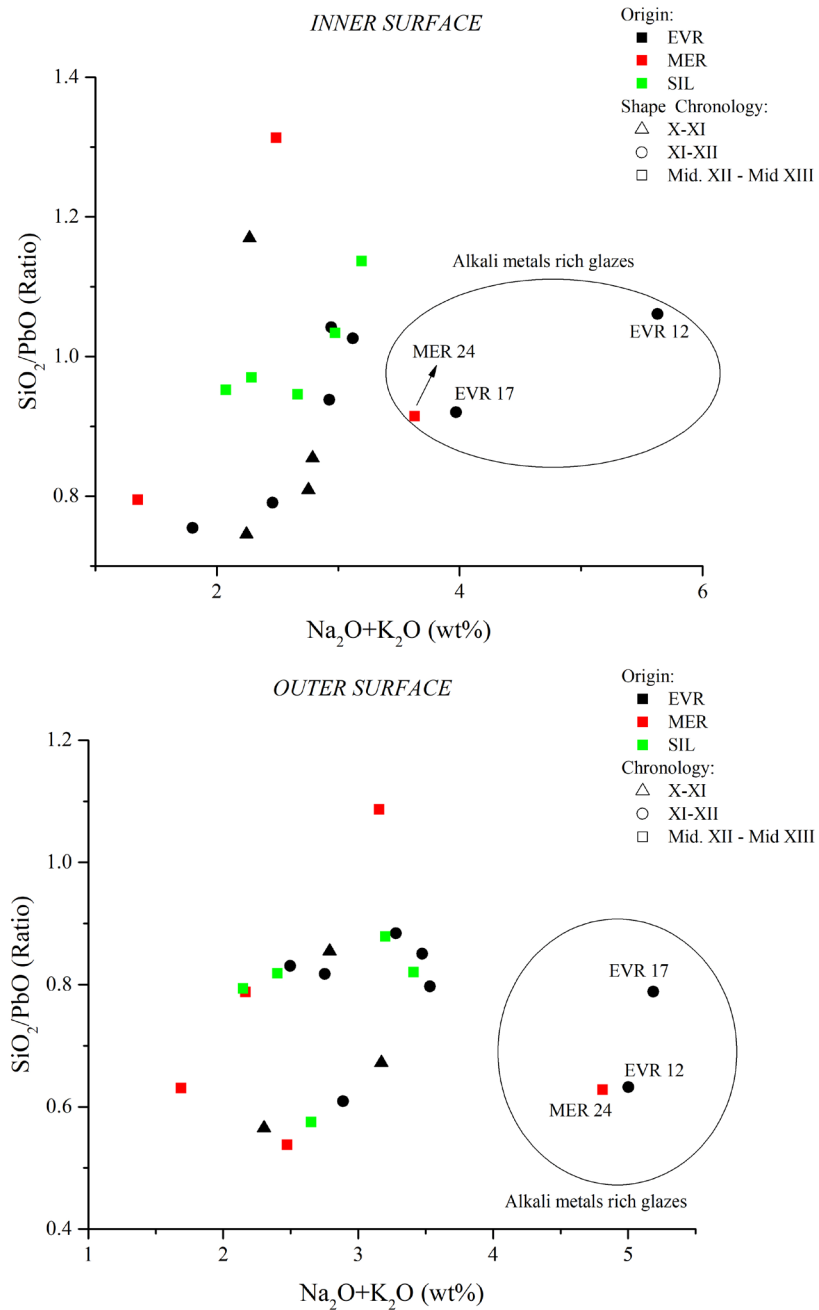 INNER SURFACE
Origin:
EVR
MER
SIL
Shape Chronology:
X-XI
XI-XII
Mid. XII - Mid XIII
1.4
1.2
1.0
0.8
SiO₂/PbO (Ratio)
Alkali metals rich glazes
EVR 12
MER 24
EVR 17
2
4
6
Na₂O+K₂O (wt%)
OUTER SURFACE
Origin:
EVR
MER
SIL
Chronology:
X-XI
XI-XII
Mid. XII - Mid XIII
1.2
1.0
0.8
0.6
0.4
SiO₂/PbO (Ratio)
EVR 17
EVR 12
MER 24
Alkali metals rich glazes
1
2
3
4
5
Na₂O+K₂O (wt%)